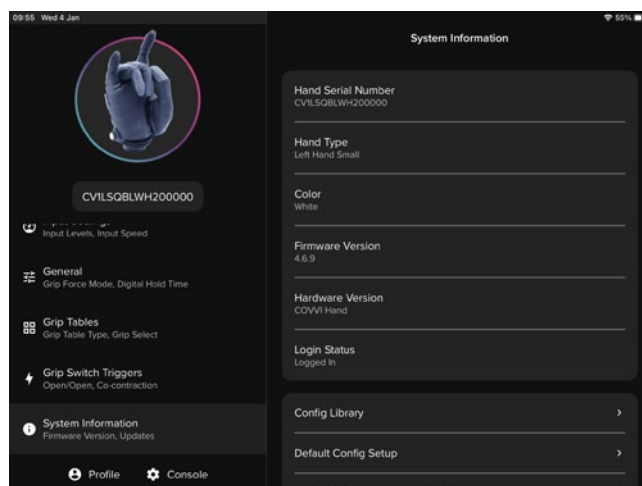 09:55 Wed 4 Jan
55%
CV1LSQBLWH200000
Input Levels, Input Speed
General
Grip Force Mode, Digital Hold Time
Grip Tables
Grip Table Type, Grip Select
Grip Switch Triggers
Open/Open, Co-contraction
System Information
Firmware Version, Updates
Profile
Console
System Information
Hand Serial Number
CV1LSQBLWH200000
Hand Type
Left Hand Small
Color
White
Firmware Version
4.6.9
Hardware Version
COVVI Hand
Login Status
Logged In
Config Library
Default Config Setup